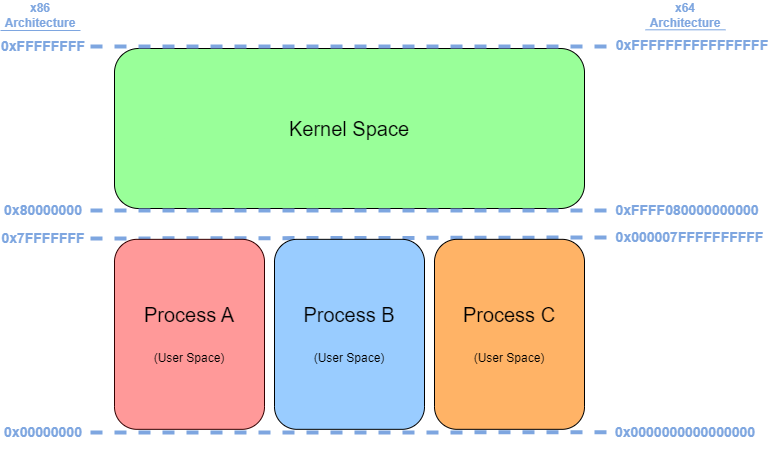 x86
Architecture
x64
Architecture
0xFFFFFFFF
0xFFFFFFFFFFFFFFFF
Kernel Space
0x80000000
0xFFFF080000000000
0x7FFFFFFF
0x000007FFFFFFFFFF
Process A
(User Space)
Process B
(User Space)
Process C
(User Space)
0x00000000
0x0000000000000000